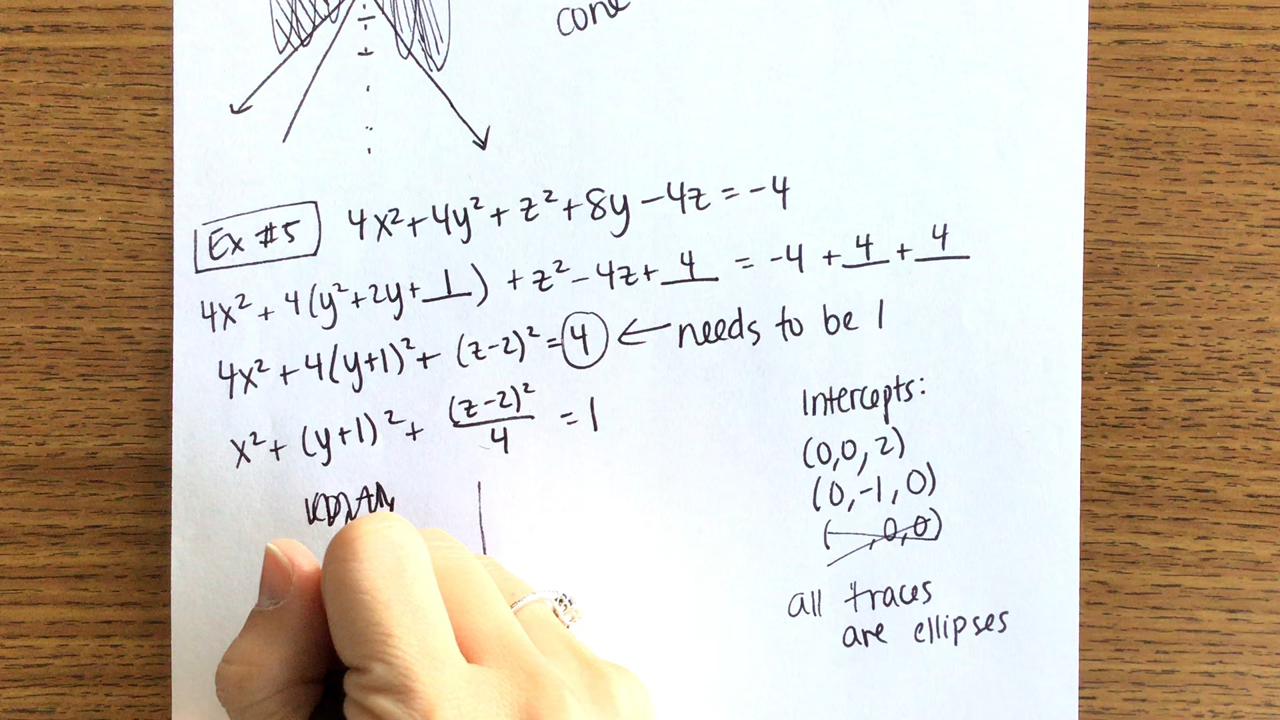 cone
Ex #5 4x² + 4y² + z² + 8y − 4z = −4
4x² + 4(y² + 2y + 1) + z² − 4z + 4 = −4 + 4 + 4
4x² + 4(y+1)² + (z−2)² = 4 ← needs to be 1
x² + (y+1)² + (z−2)²/4 = 1
Intercepts:
(0,0,2)
(0,-1,0)
( ,0,0)
all traces
are ellipses